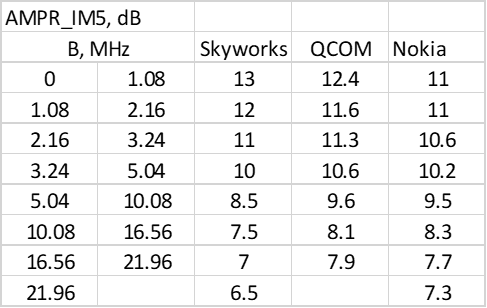 AMPR_IM5, dB
B, MHz Skyworks QCOM Nokia
0 1.08 13 12.4 11
1.08 2.16 12 11.6 11
2.16 3.24 11 11.3 10.6
3.24 5.04 10 10.6 10.2
5.04 10.08 8.5 9.6 9.5
10.08 16.56 7.5 8.1 8.3
16.56 21.96 7 7.9 7.7
21.96 6.5 7.3